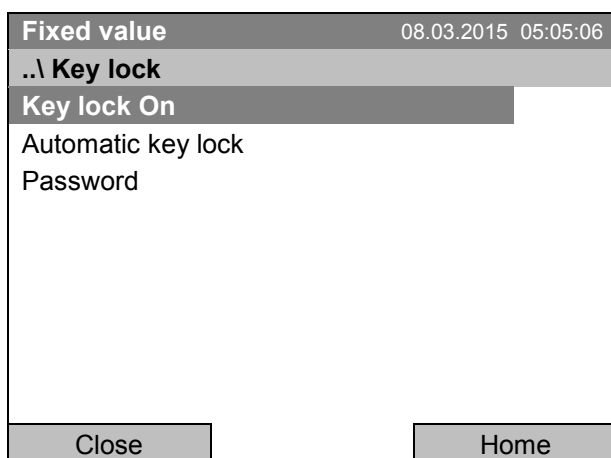 Fixed value 08.03.2015 05:05:06
..\ Key lock
Key lock On
Automatic key lock
Password
Close Home